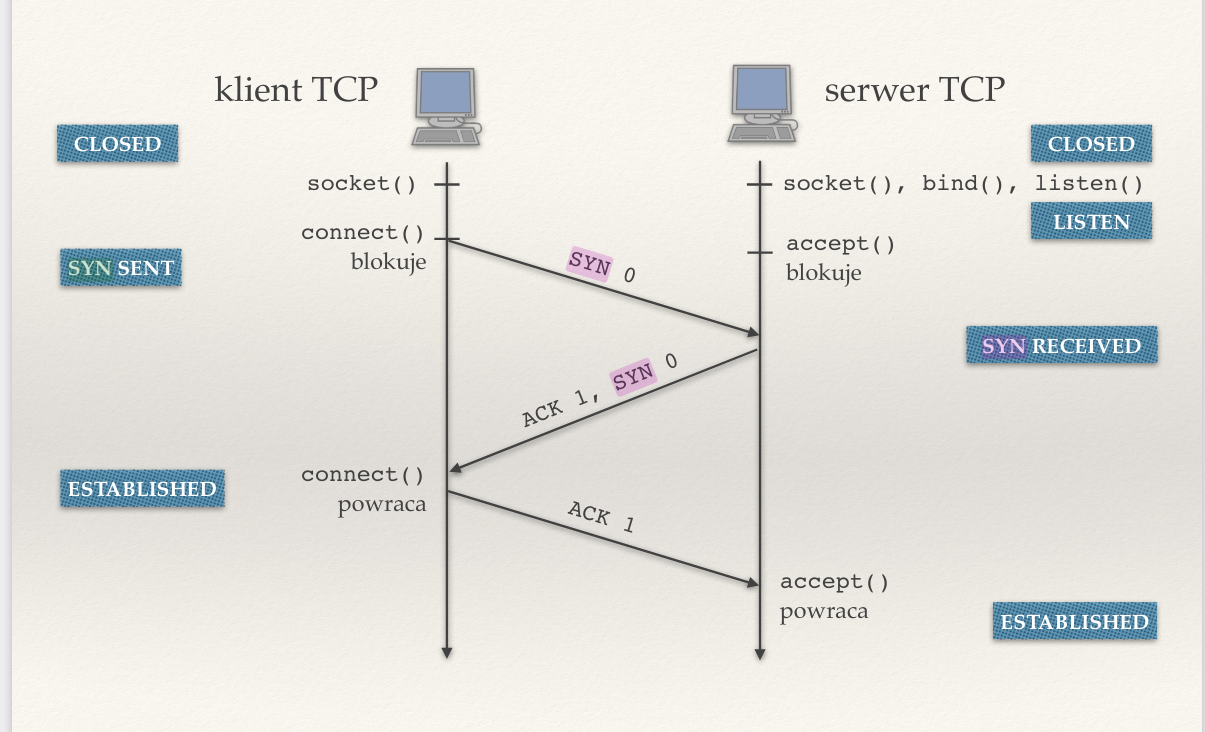 klient TCP
serwer TCP
CLOSED
CLOSED
socket()
socket(), bind(), listen()
LISTEN
connect()
blokuje
accept()
blokuje
SYN SENT
SYN 0
SYN RECEIVED
ACK 1, SYN 0
connect()
powraca
ESTABLISHED
ACK 1
accept()
powraca
ESTABLISHED